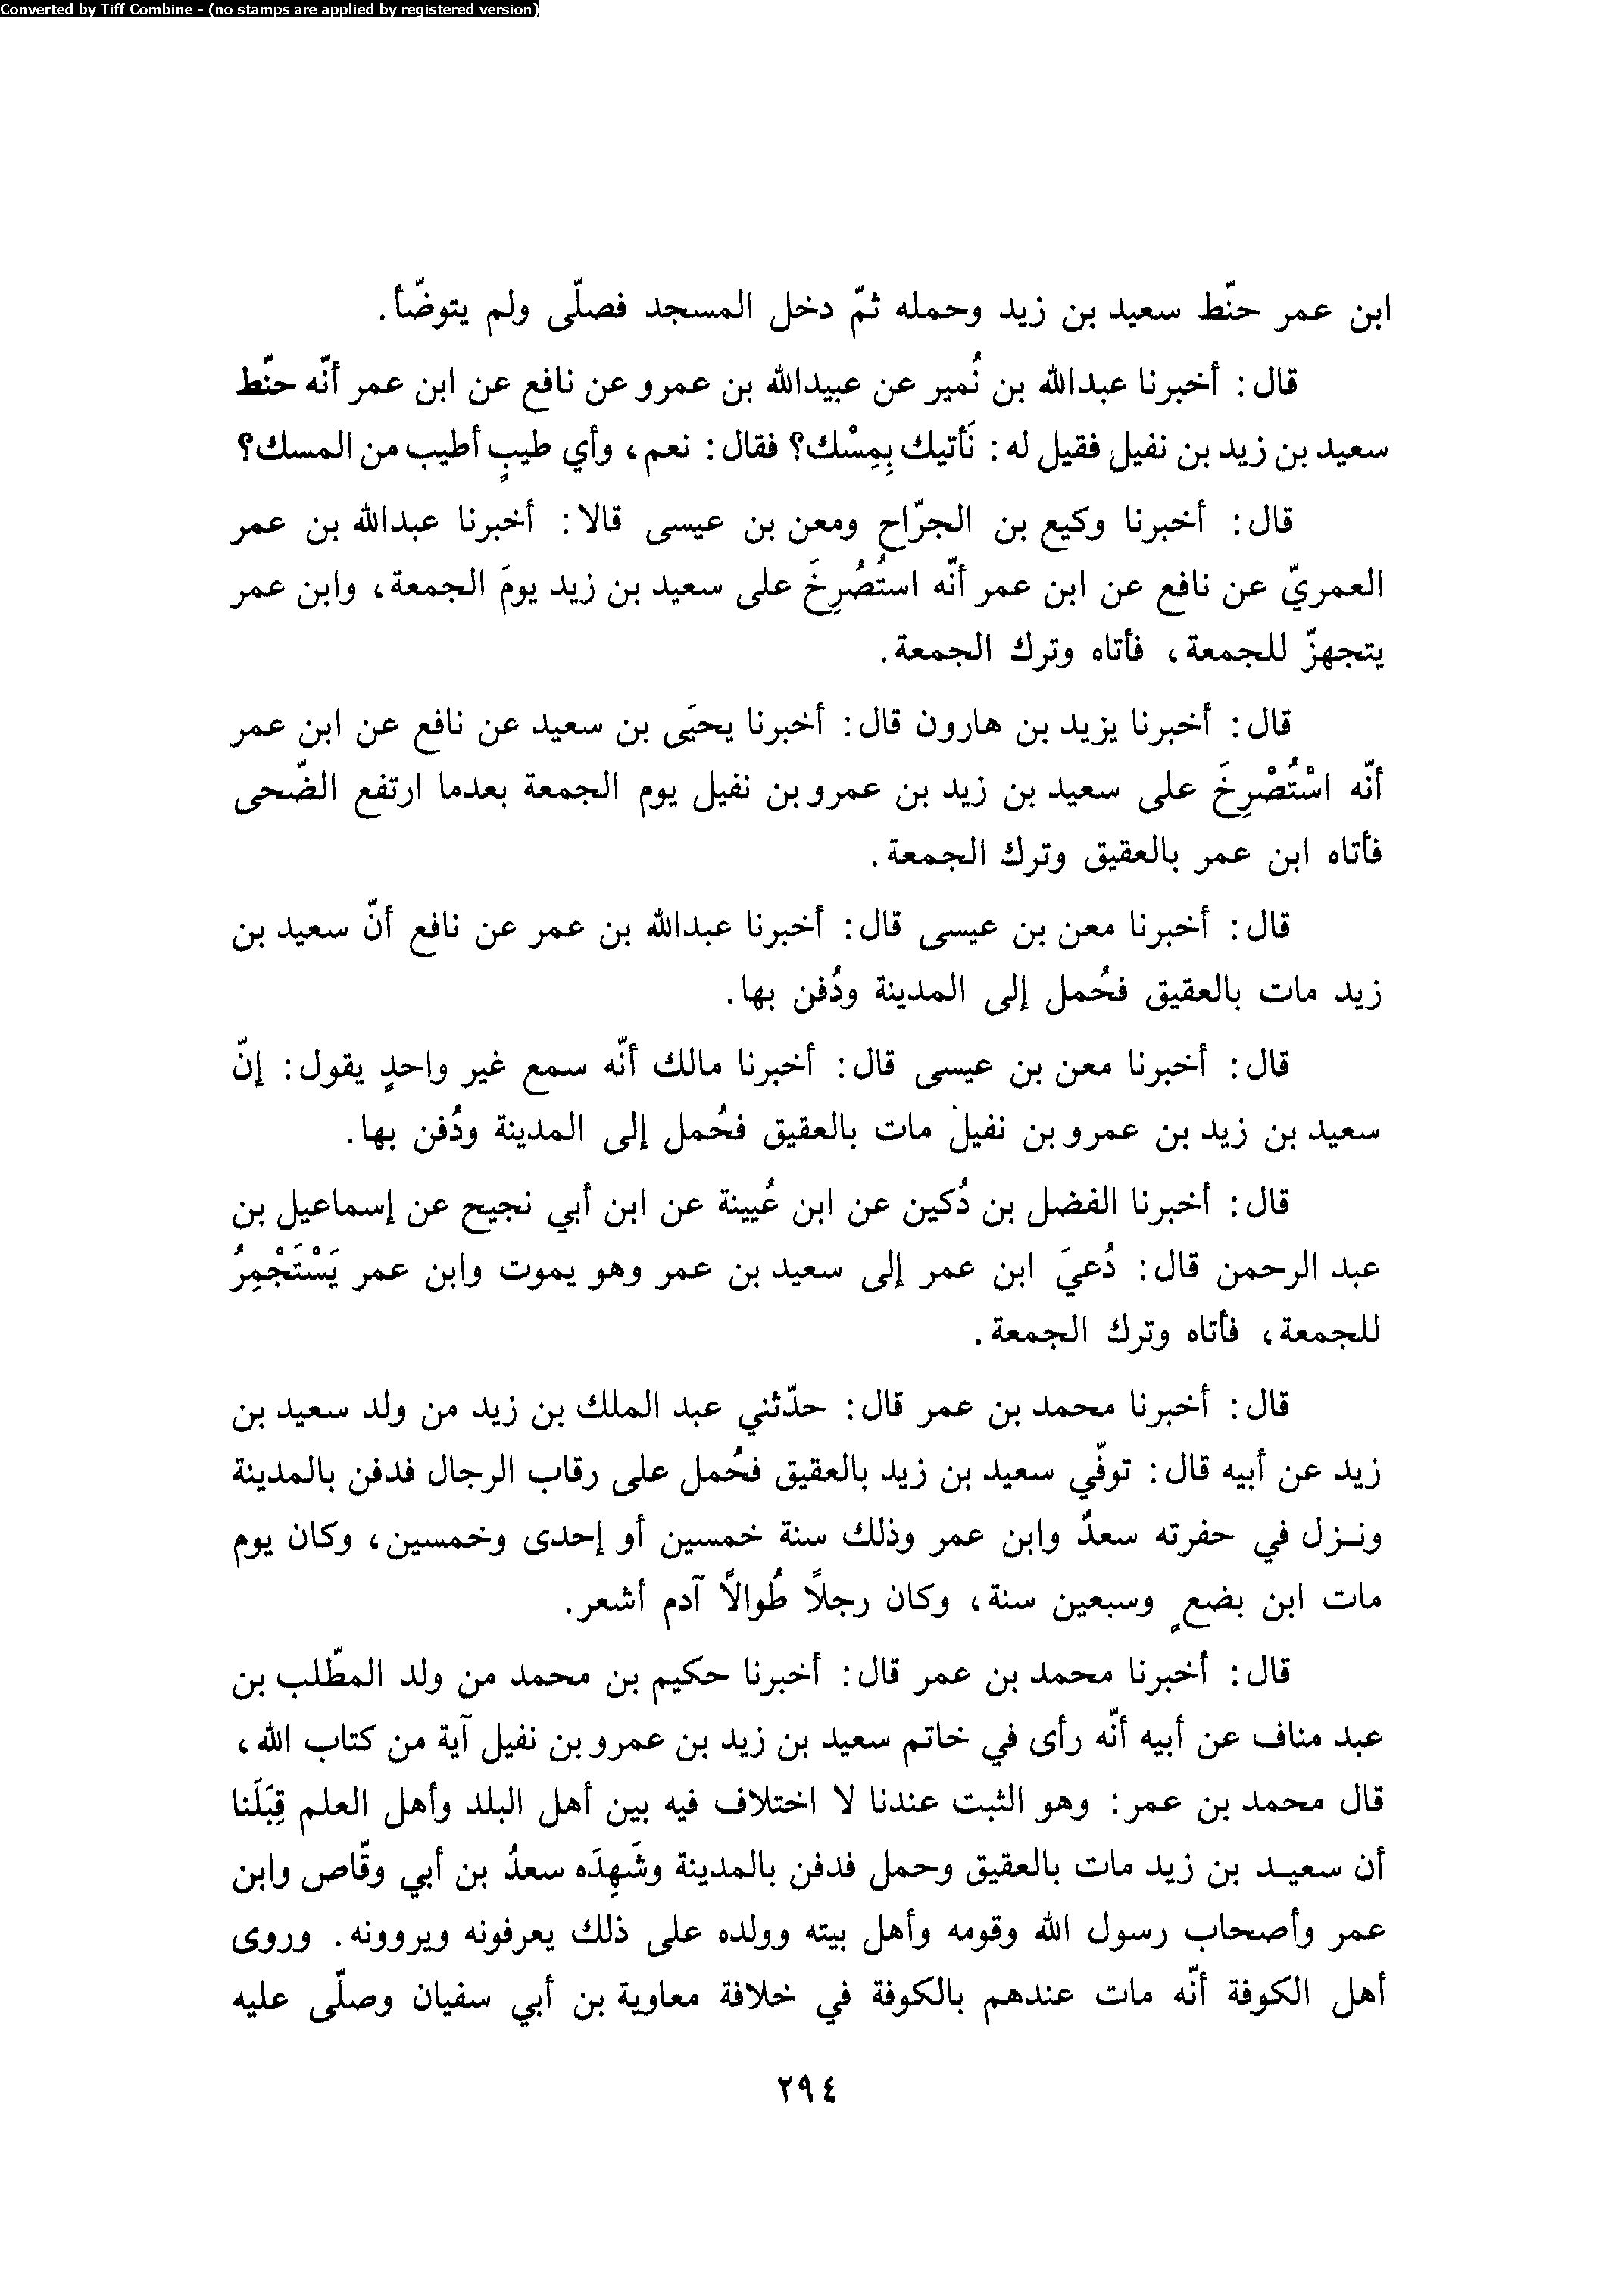 Converted by Tiff Combine - (no stamps are applied by registered version)
ابن عمر حنّط سعيد بن زيد وحمله ثمّ دخل المسجد فصلّى ولم يتوضّأ.
قال: أخبرنا عبدالله بن نُمير عن عبيدالله بن عمرو عن نافع عن ابن عمر أنّه حنّط
سعيد بن زيد بن نفيل فقيل له: نَأتيك بِمِسْك؟ فقال: نعم، وأي طيبٍ أطيب من المسك؟
قال: أخبرنا وكيع بن الجرّاح ومعن بن عيسى قالا: أخبرنا عبدالله بن عمر
العمريّ عن نافع عن ابن عمر أنّه استُصُرِخَ على سعيد بن زيد يومَ الجمعة، وابن عمر
يتجهزّ للجمعة، فأتاه وترك الجمعة.
قال: أخبرنا يزيد بن هارون قال: أخبرنا يحيَى بن سعيد عن نافع عن ابن عمر
أنّه اسْتُصْرِخَ على سعيد بن زيد بن عمرو بن نفيل يوم الجمعة بعدما ارتفع الضّحى
فأتاه ابن عمر بالعقيق وترك الجمعة.
قال: أخبرنا معن بن عيسى قال: أخبرنا عبدالله بن عمر عن نافع أنّ سعيد بن
زيد مات بالعقيق فحُمل إلى المدينة ودُفن بها.
قال: أخبرنا معن بن عيسى قال: أخبرنا مالك أنّه سمع غير واحدٍ يقول: إنّ
سعيد بن زيد بن عمرو بن نفيل مات بالعقيق فحُمل إلى المدينة ودُفن بها.
قال: أخبرنا الفضل بن دُكين عن ابن عُيينة عن ابن أبي نجيح عن إسماعيل بن
عبد الرحمن قال: دُعيَ ابن عمر إلى سعيد بن عمر وهو يموت وابن عمر يَسْتَجْمِرُ
للجمعة، فأتاه وترك الجمعة.
قال: أخبرنا محمد بن عمر قال: حدّثني عبد الملك بن زيد من ولد سعيد بن
زيد عن أبيه قال: توفّي سعيد بن زيد بالعقيق فحُمل على رقاب الرجال فدفن بالمدينة
ونـزل في حفرته سعدٌ وابن عمر وذلك سنة خمسين أو إحدى وخمسين، وكان يوم
مات ابن بضعٍ وسبعين سنة، وكان رجلاً طُوالاً آدم أشعر.
قال: أخبرنا محمد بن عمر قال: أخبرنا حكيم بن محمد من ولد المطّلب بن
عبد مناف عن أبيه أنّه رأى في خاتم سعيد بن زيد بن عمرو بن نفيل آية من كتاب الله،
قال محمد بن عمر: وهو الثبت عندنا لا اختلاف فيه بين أهل البلد وأهل العلم قِبَلَنا
أن سعيـد بن زيد مات بالعقيق وحمل فدفن بالمدينة وشَهِدَه سعدُ بن أبي وقّاص وابن
عمر وأصحاب رسول الله وقومه وأهل بيته وولده على ذلك يعرفونه ويروونه. وروى
أهل الكوفة أنّه مات عندهم بالكوفة في خلافة معاوية بن أبي سفيان وصلّى عليه
٢٩٤